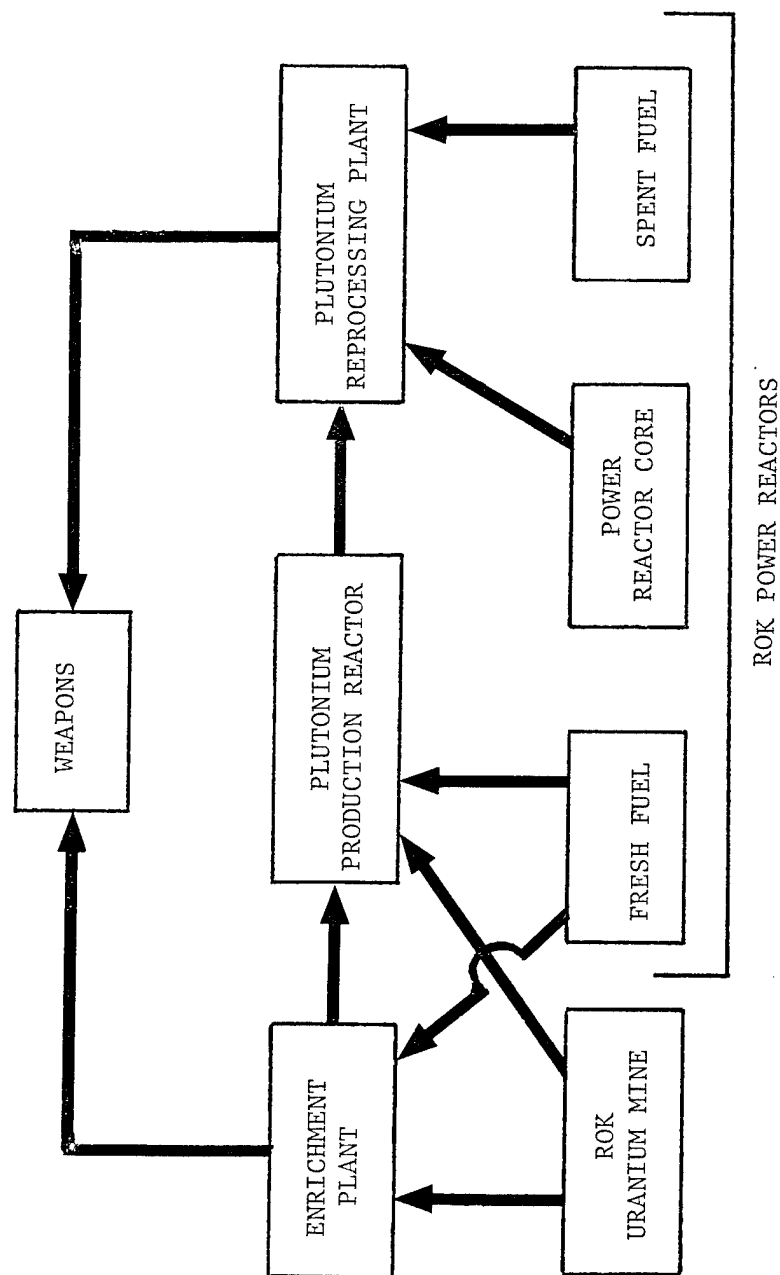 WEAPONS
ENRICHMENT
PLANT
PLUTONIUM
PRODUCTION REACTOR
PLUTONIUM
REPROCESSING PLANT
ROK
URANIUM MINE
FRESH FUEL
POWER
REACTOR CORE
SPENT FUEL
ROK POWER REACTORS